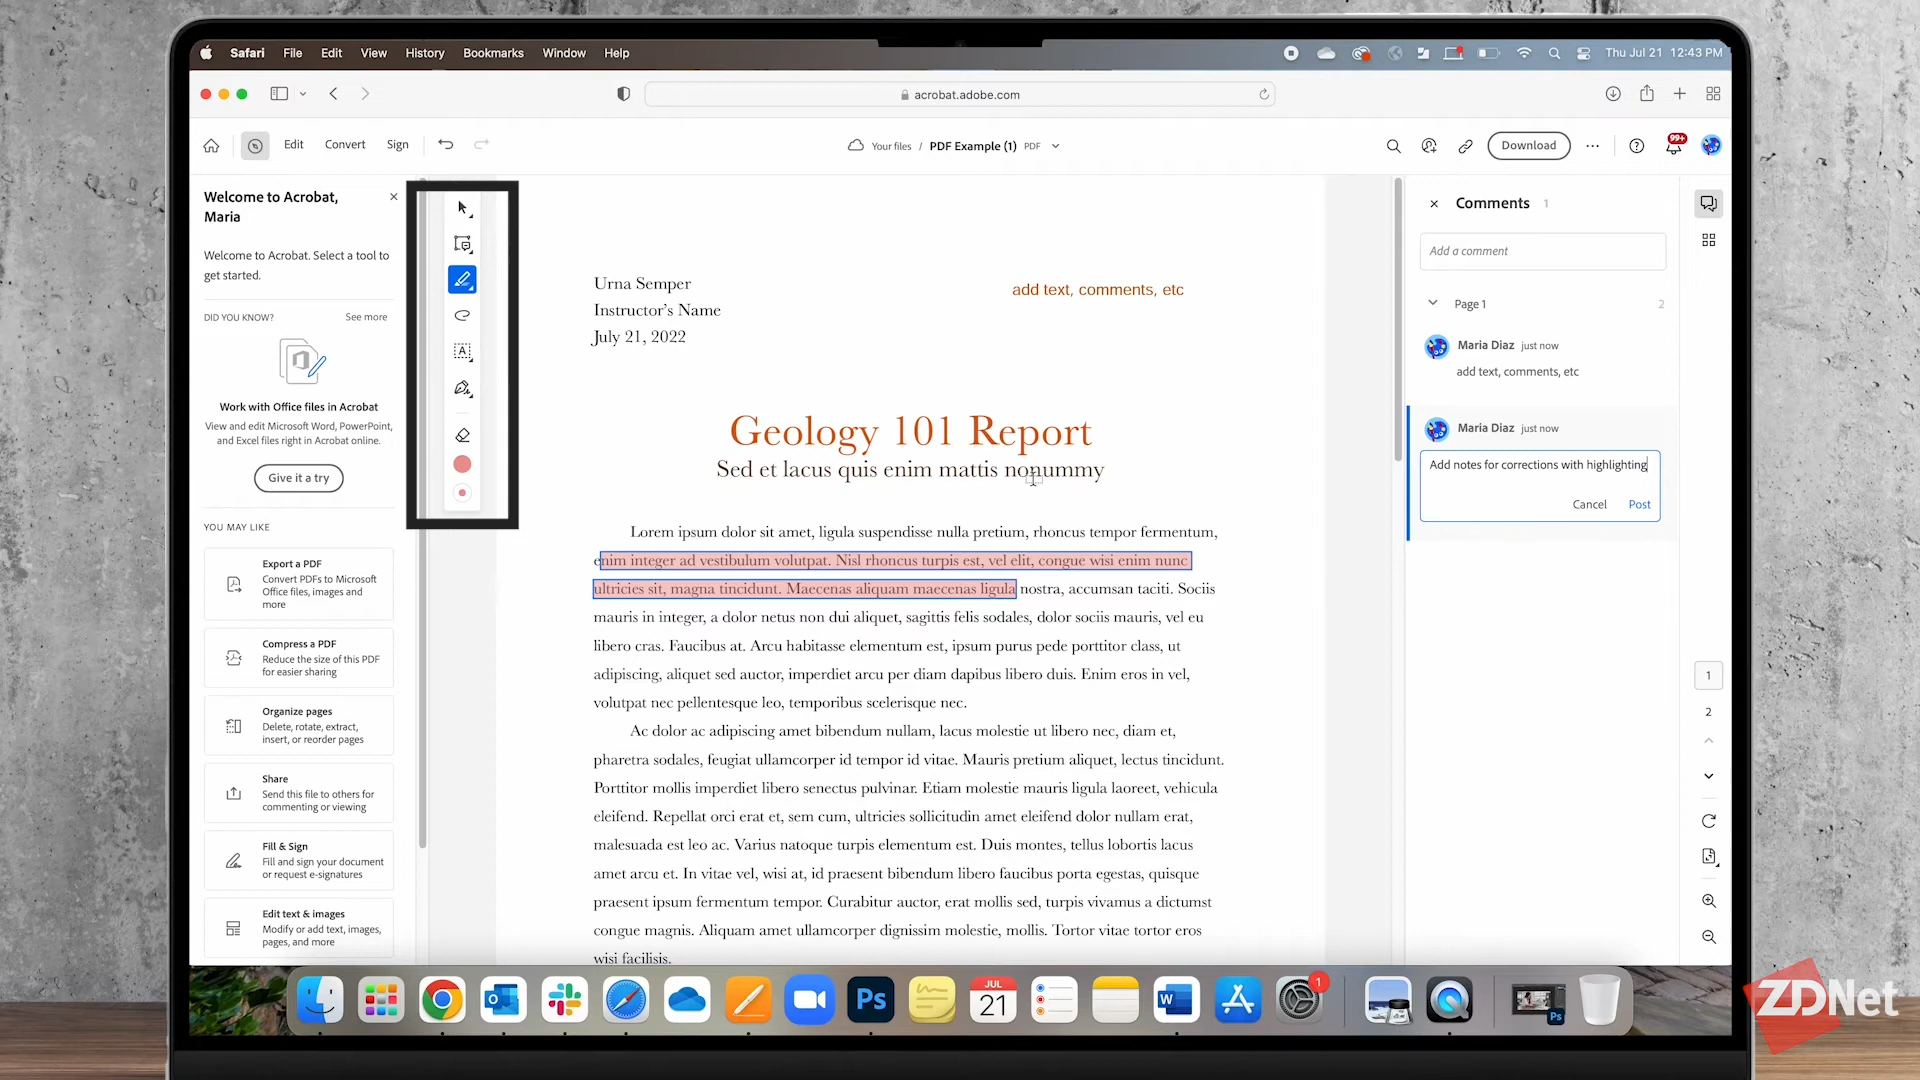 Safari File Edit View History Bookmarks Window Help
Thu Jul 21 12:43 PM
acrobat.adobe.com
Edit Convert Sign
Your files / PDF Example (1) PDF
Download
99+
Welcome to Acrobat,
Maria
Welcome to Acrobat. Select a tool to
get started.
DID YOU KNOW? See more
Work with Office files in Acrobat
View and edit Microsoft Word, PowerPoint,
and Excel files right in Acrobat online.
Give it a try
YOU MAY LIKE
Export a PDF
Convert PDFs to Microsoft
Office files, images and
more
Compress a PDF
Reduce the size of this PDF
for easier sharing
Organize pages
Delete, rotate, extract,
insert, or reorder pages
Share
Send this file to others for
commenting or viewing
Fill & Sign
Fill and sign your document
or request e-signatures
Edit text & images
Modify or add text, images,
pages, and more
A
Urna Semper
Instructor's Name
July 21, 2022
add text, comments, etc
Geology 101 Report
Sed et lacus quis enim mattis nonummy
Lorem ipsum dolor sit amet, ligula suspendisse nulla pretium, rhoncus tempor fermentum,
enim integer ad vestibulum volutpat. Nisl rhoncus turpis est, vel elit, congue wisi enim nunc
ultricies sit, magna tincidunt. Maecenas aliquam maecenas ligula nostra, accumsan taciti. Sociis
mauris in integer, a dolor netus non dui aliquet, sagittis felis sodales, dolor sociis mauris, vel eu
libero cras. Faucibus at. Arcu habitasse elementum est, ipsum purus pede porttitor class, ut
adipiscing, aliquet sed auctor, imperdiet arcu per diam dapibus libero duis. Enim eros in vel,
volutpat nec pellentesque leo, temporibus scelerisque nec.
Ac dolor ac adipiscing amet bibendum nullam, lacus molestie ut libero nec, diam et,
pharetra sodales, feugiat ullamcorper id tempor id vitae. Mauris pretium aliquet, lectus tincidunt.
Porttitor mollis imperdiet libero senectus pulvinar. Etiam molestie mauris ligula laoreet, vehicula
eleifend. Repellat orci erat et, sem cum, ultricies sollicitudin amet eleifend dolor nullam erat,
malesuada est leo ac. Varius natoque turpis elementum est. Duis montes, tellus lobortis lacus
amet arcu et. In vitae vel, wisi at, id praesent bibendum libero faucibus porta egestas, quisque
praesent ipsum fermentum tempor. Curabitur auctor, erat mollis sed, turpis vivamus a dictumst
congue magnis. Aliquam amet ullamcorper dignissim molestie, mollis. Tortor vitae tortor eros
wisi facilisis.
Comments 1
Add a comment
Page 1 2
Maria Diaz just now
add text, comments, etc
Maria Diaz just now
Add notes for corrections with highlighting
Cancel Post
1
2
Ps
JUL
21
W
1
Ps
ZDNet